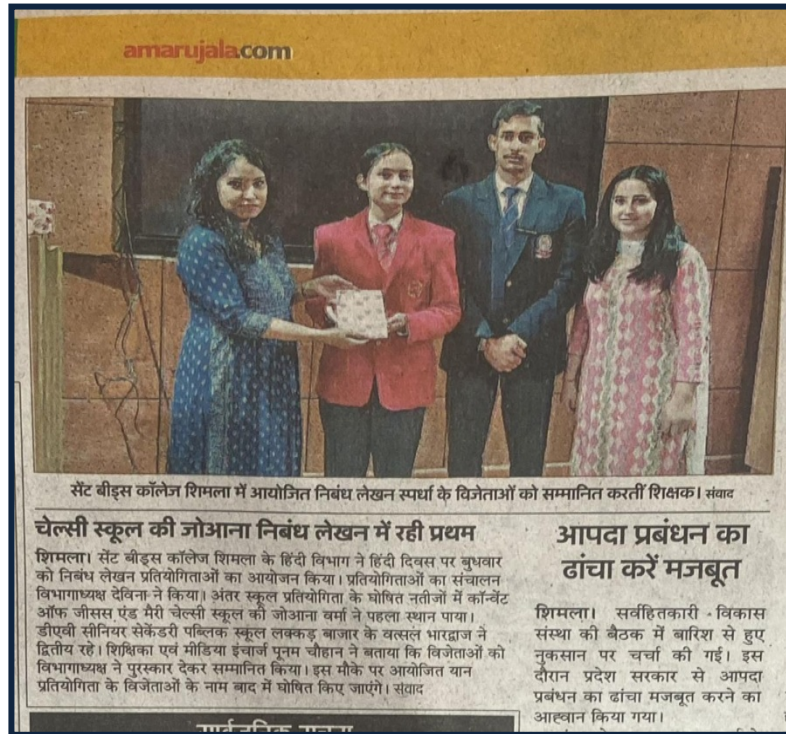 amarujala.com
सेंट बीड्स कॉलेज शिमला में आयोजित निबंध लेखन स्पर्धा के विजेताओं को सम्मानित करतीं शिक्षक। संवाद
चेल्सी स्कूल की जोआना निबंध लेखन में रही प्रथम
शिमला। सेंट बीड्स कॉलेज शिमला के हिंदी विभाग ने हिंदी दिवस पर बुधवार
को निबंध लेखन प्रतियोगिताओं का आयोजन किया। प्रतियोगिताओं का संचालन
विभागाध्यक्ष देविना ने किया। अंतर स्कूल प्रतियोगिता के घोषित नतीजों में कॉन्वेंट
ऑफ जीसस एंड मैरी चेल्सी स्कूल की जोआना वर्मा ने पहला स्थान पाया।
डीएवी सीनियर सेकेंडरी पब्लिक स्कूल लक्कड़ बाजार के वत्सल भारद्वाज ने
द्वितीय रहे। शिक्षिका एवं मीडिया इंचार्ज पूनम चौहान ने बताया कि विजेताओं को
विभागाध्यक्ष ने पुरस्कार देकर सम्मानित किया। इस मौके पर आयोजित यान
प्रतियोगिता के विजेताओं के नाम बाद में घोषित किए जाएंगे। संवाद
आपदा प्रबंधन का
ढांचा करें मजबूत
शिमला। सर्वहितकारी विकास
संस्था की बैठक में बारिश से हुए
नुकसान पर चर्चा की गई। इस
दौरान प्रदेश सरकार से आपदा
प्रबंधन का ढांचा मजबूत करने का
आह्वान किया गया।